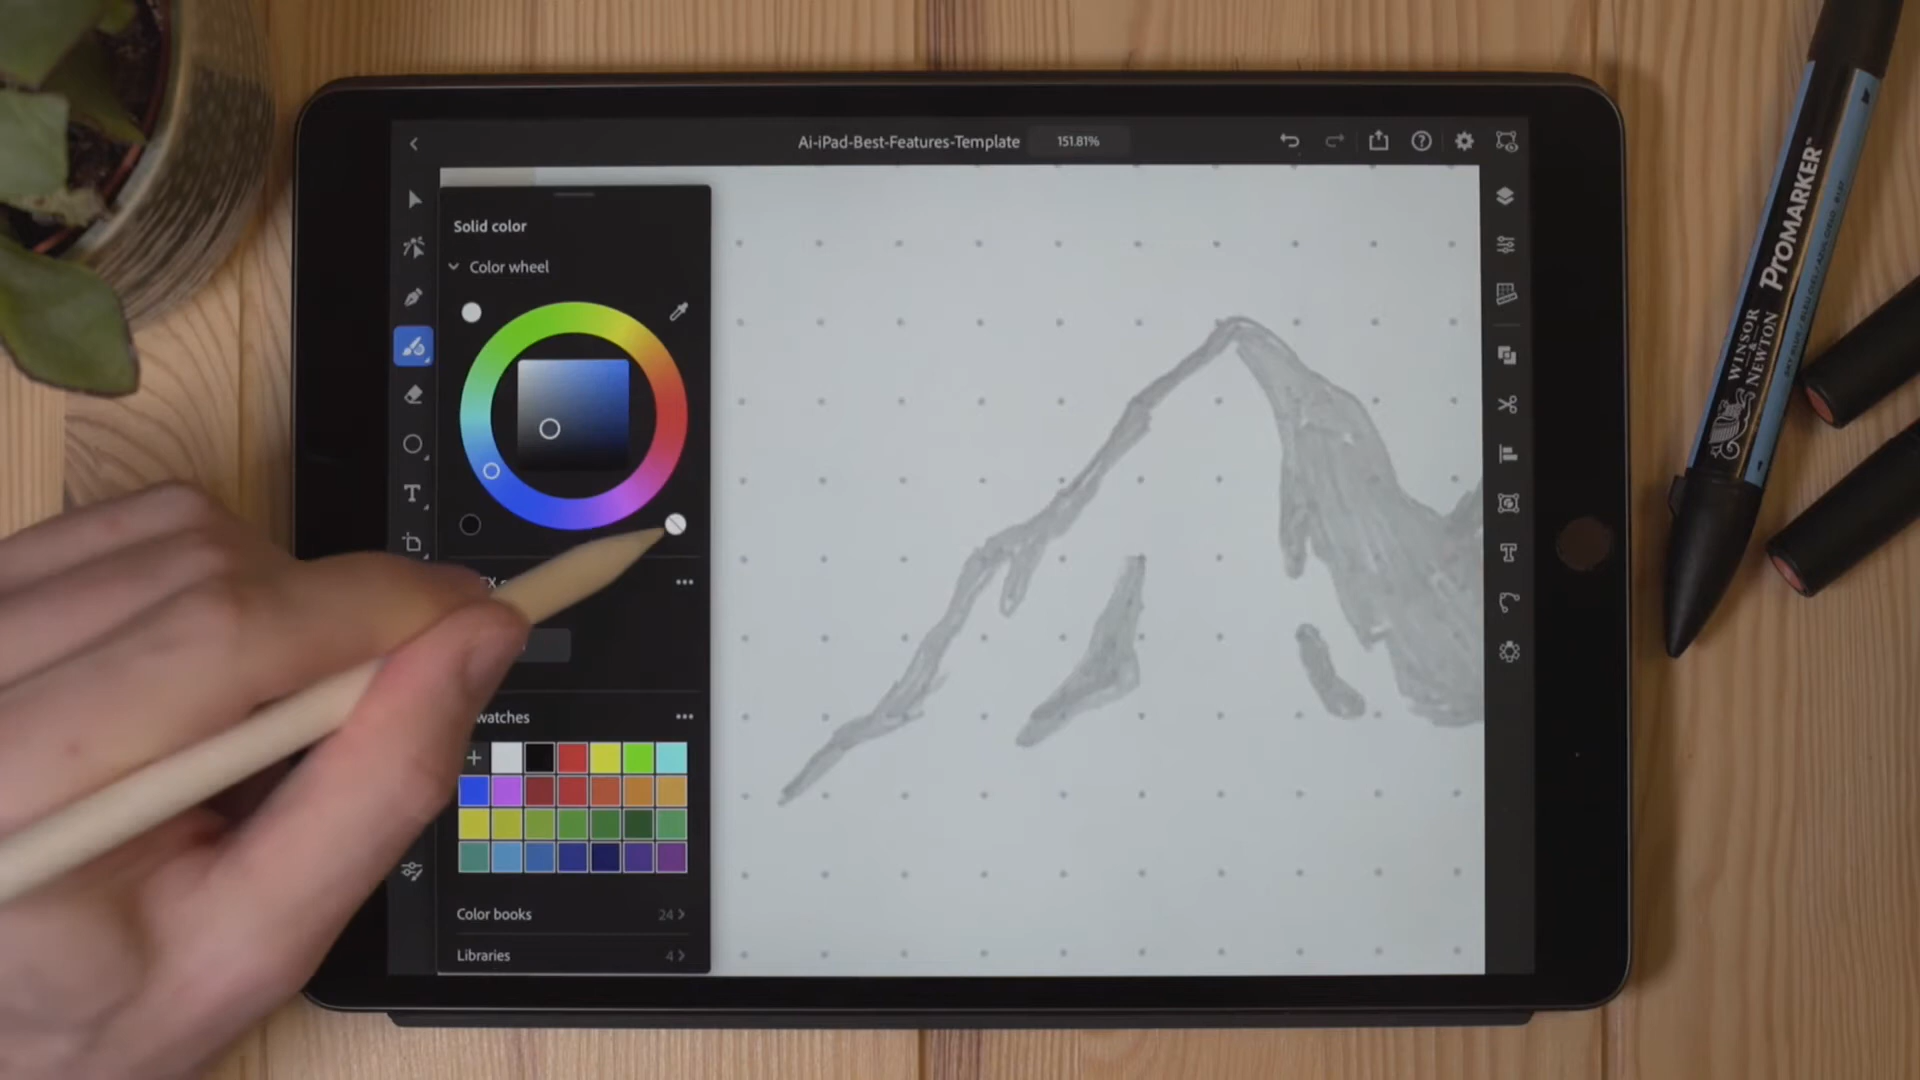 Ai-iPad-Best-Features-Template 151.81%
Solid color
Color wheel
watches
Color books 24
Libraries 4
PROMARKER™
WINSOR
&
NEWTON